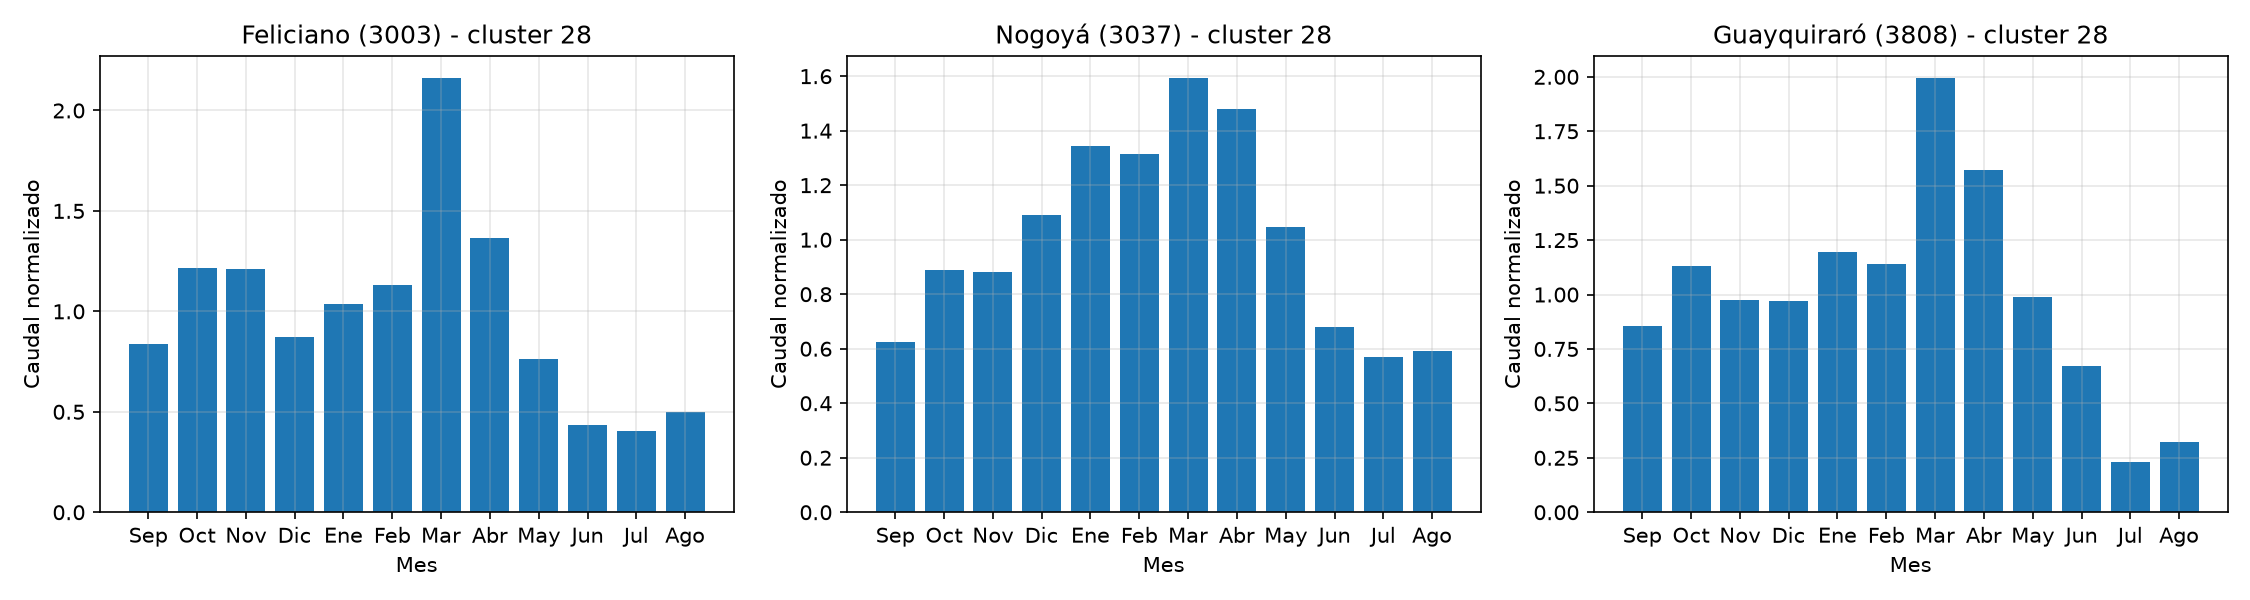 Feliciano (3003) - cluster 28
Caudal normalizado
2.0
1.5
1.0
0.5
0.0
Sep Oct Nov Dic Ene Feb Mar Abr May Jun Jul Ago
Mes
Nogoyá (3037) - cluster 28
Caudal normalizado
1.6
1.4
1.2
1.0
0.8
0.6
0.4
0.2
0.0
Sep Oct Nov Dic Ene Feb Mar Abr May Jun Jul Ago
Mes
Guayquiraró (3808) - cluster 28
Caudal normalizado
2.00
1.75
1.50
1.25
1.00
0.75
0.50
0.25
0.00
Sep Oct Nov Dic Ene Feb Mar Abr May Jun Jul Ago
Mes